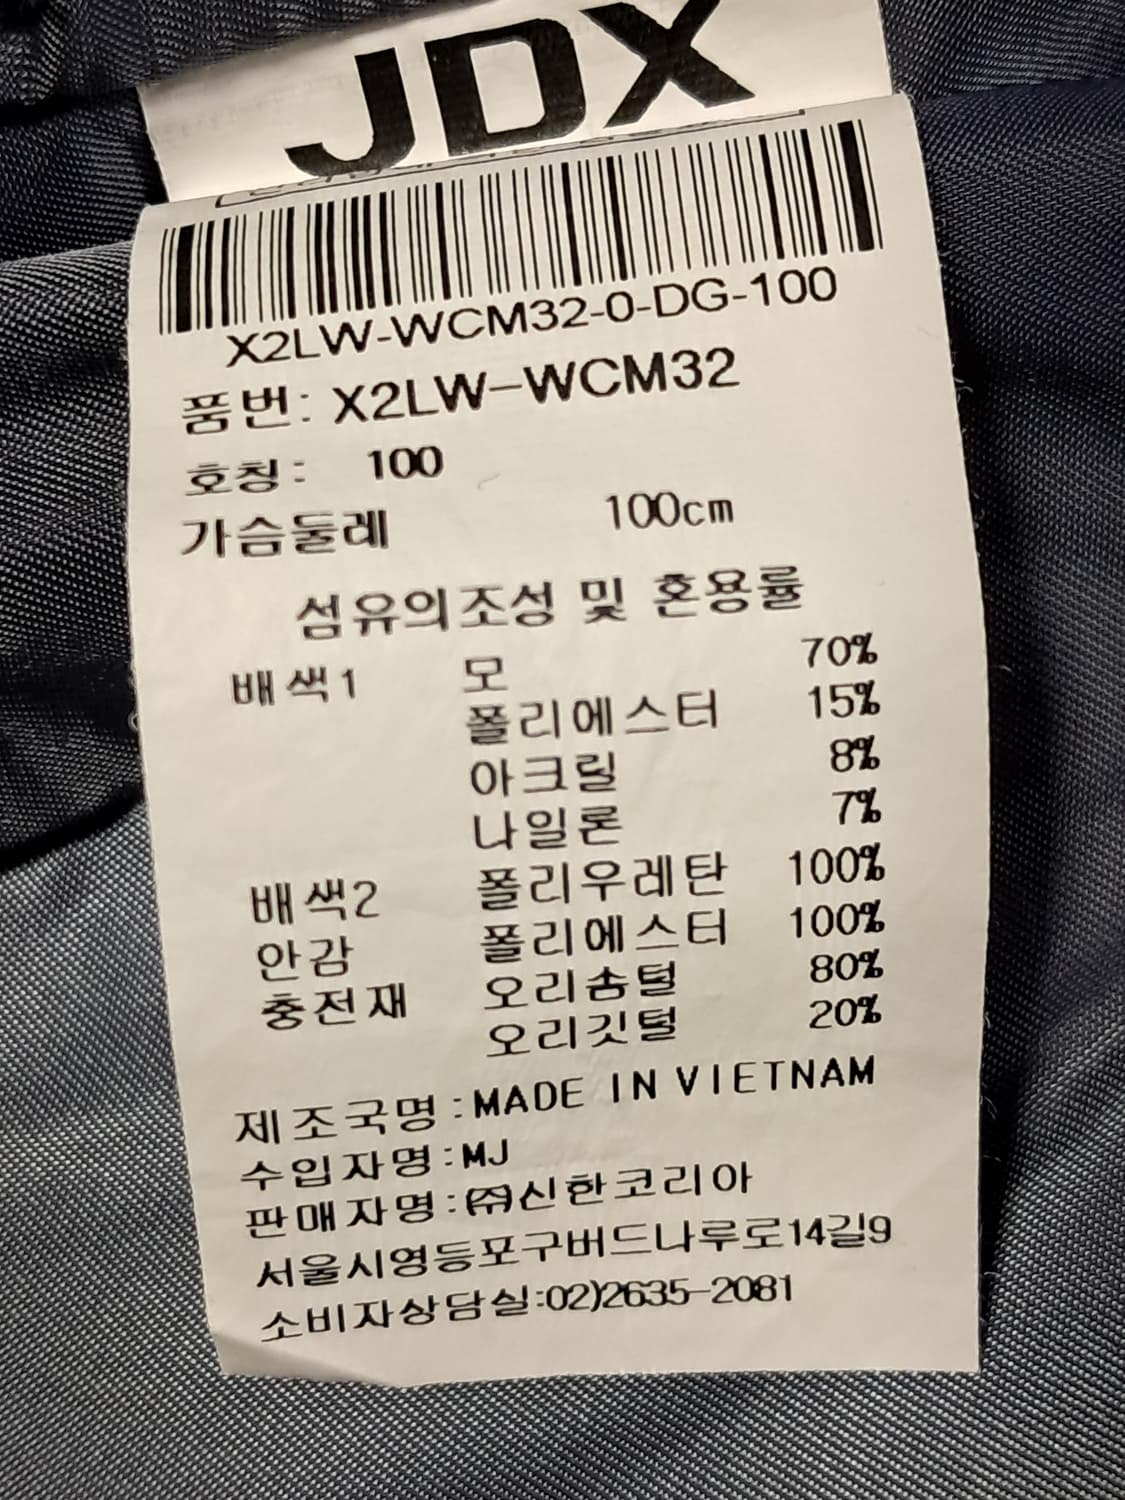 JDX
X2LW-WCM32-0-DG-100
품번: X2LW-WCM32
호칭: 100
가슴둘레 100cm
섬유의조성 및 혼용률
배색1 모 70%
폴리에스터 15%
아크릴 8%
나일론 7%
배색2 폴리우레탄 100%
안감 폴리에스터 100%
충전재 오리솜털 80%
오리깃털 20%
제조국명:MADE IN VIETNAM
수입자명:MJ
판매자명:㈜신한코리아
서울시영등포구버드나루로14길9
소비자상담실:02)2635-2081